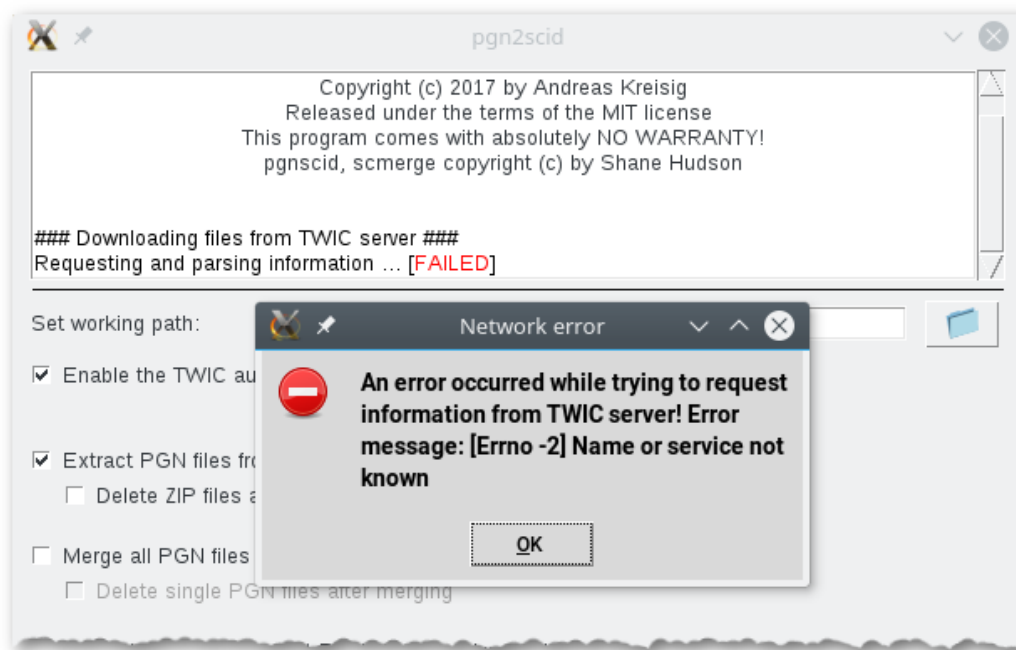 pgn2scid
Copyright (c) 2017 by Andreas Kreisig
Released under the terms of the MIT license
This program comes with absolutely NO WARRANTY!
pgnscid, scmerge copyright (c) by Shane Hudson
### Downloading files from TWIC server ###
Requesting and parsing information ... [FAILED]
Set working path:
Network error
Enable the TWIC au
An error occurred while trying to request
information from TWIC server! Error
message: [Errno -2] Name or service not
known
Extract PGN files fro
Delete ZIP files a
OK
Merge all PGN files
Delete single PGN files after merging